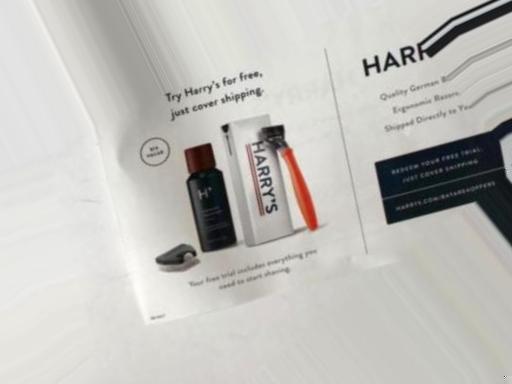 Try Harry's for free,
just cover shipping.
VALUE
H'
HARRY'S
Your free trial includes everything you
need to start shaving.
HARR
Quality German B
Ergonomic Razors.
Shipped Directly to You
REDEEM YOUR FREE TRIAL,
JUST COVER SHIPPING